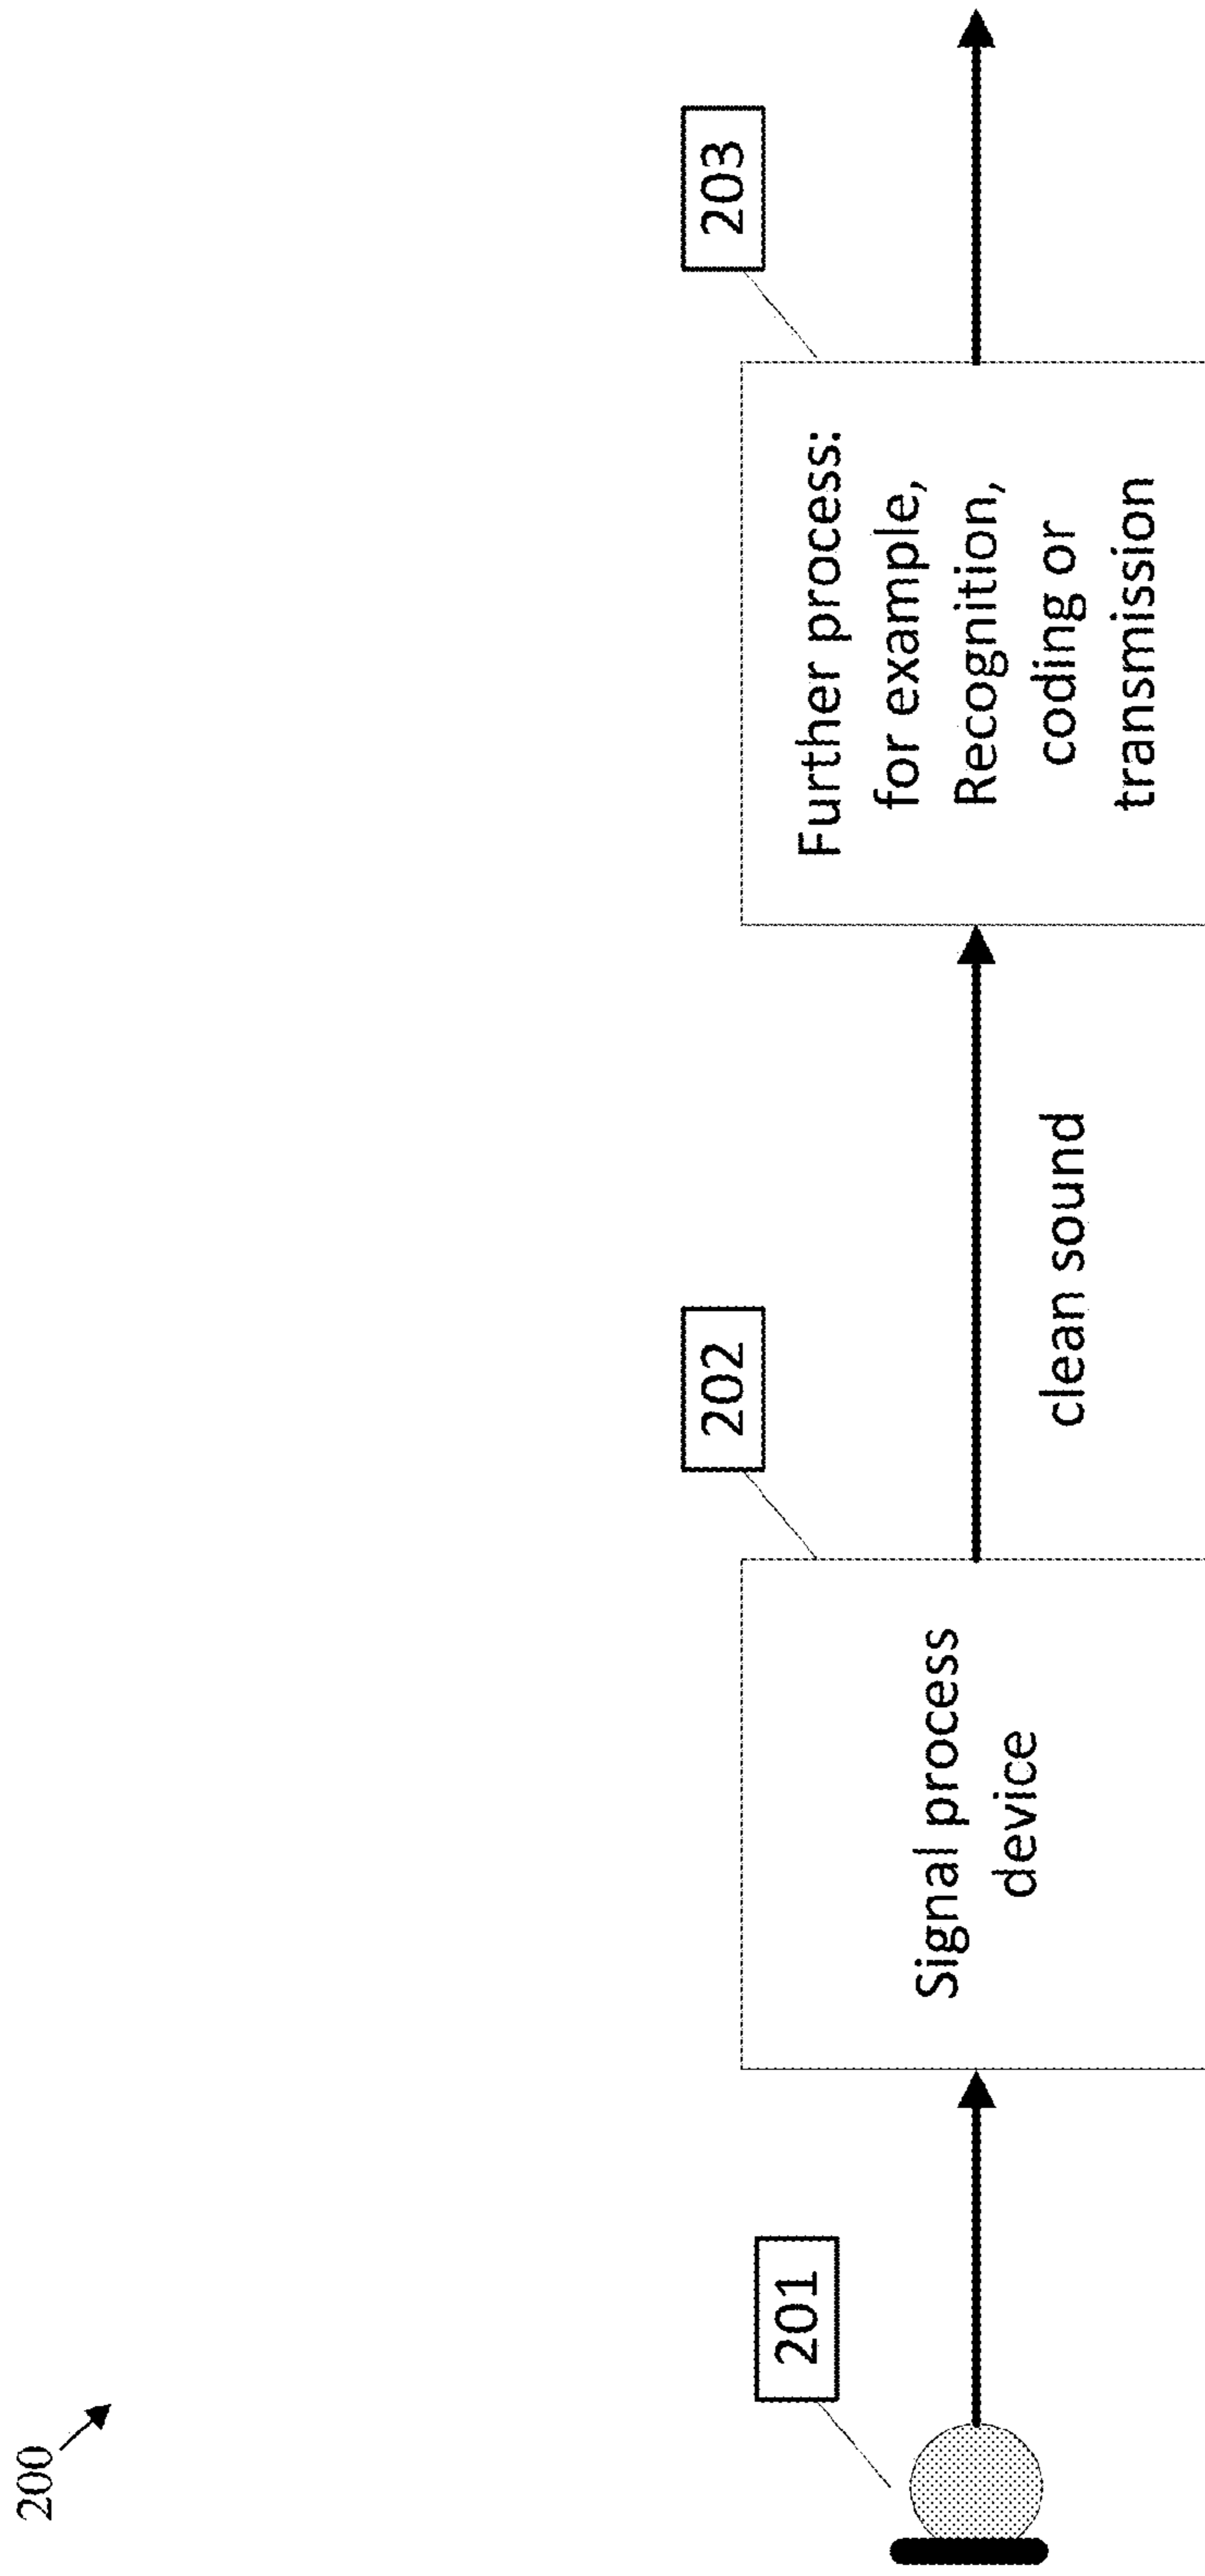 200
201
Signal process
device
202
clean sound
Further process:
for example,
Recognition,
coding or
transmission
203